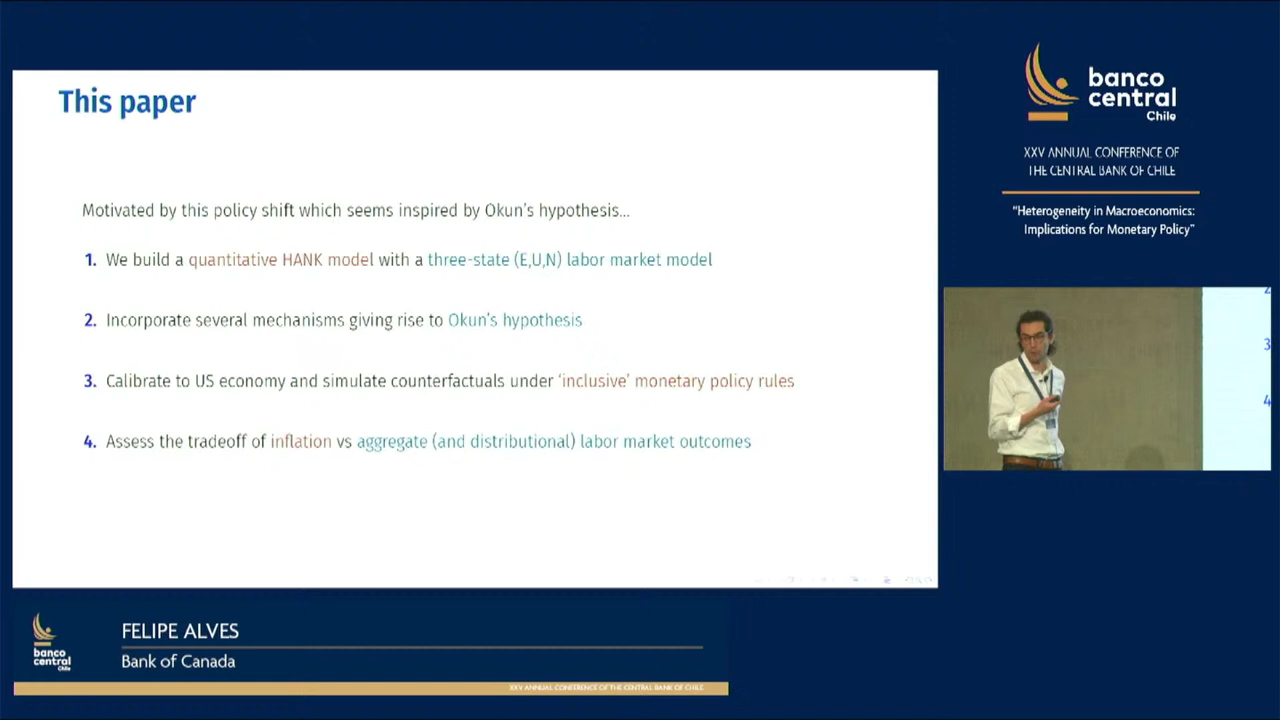 This paper
Motivated by this policy shift which seems inspired by Okun's hypothesis...
1. We build a quantitative HANK model with a three-state (E,U,N) labor market model
2. Incorporate several mechanisms giving rise to Okun's hypothesis
3. Calibrate to US economy and simulate counterfactuals under ‘inclusive’ monetary policy rules
4. Assess the tradeoff of inflation vs aggregate (and distributional) labor market outcomes
banco
central
Chile
XXV ANNUAL CONFERENCE OF
THE CENTRAL BANK OF CHILE
“Heterogeneity in Macroeconomics:
Implications for Monetary Policy”
3
4
banco
central
Chile
FELIPE ALVES
Bank of Canada
XXV ANNUAL CONFERENCE OF THE CENTRAL BANK OF CHILE